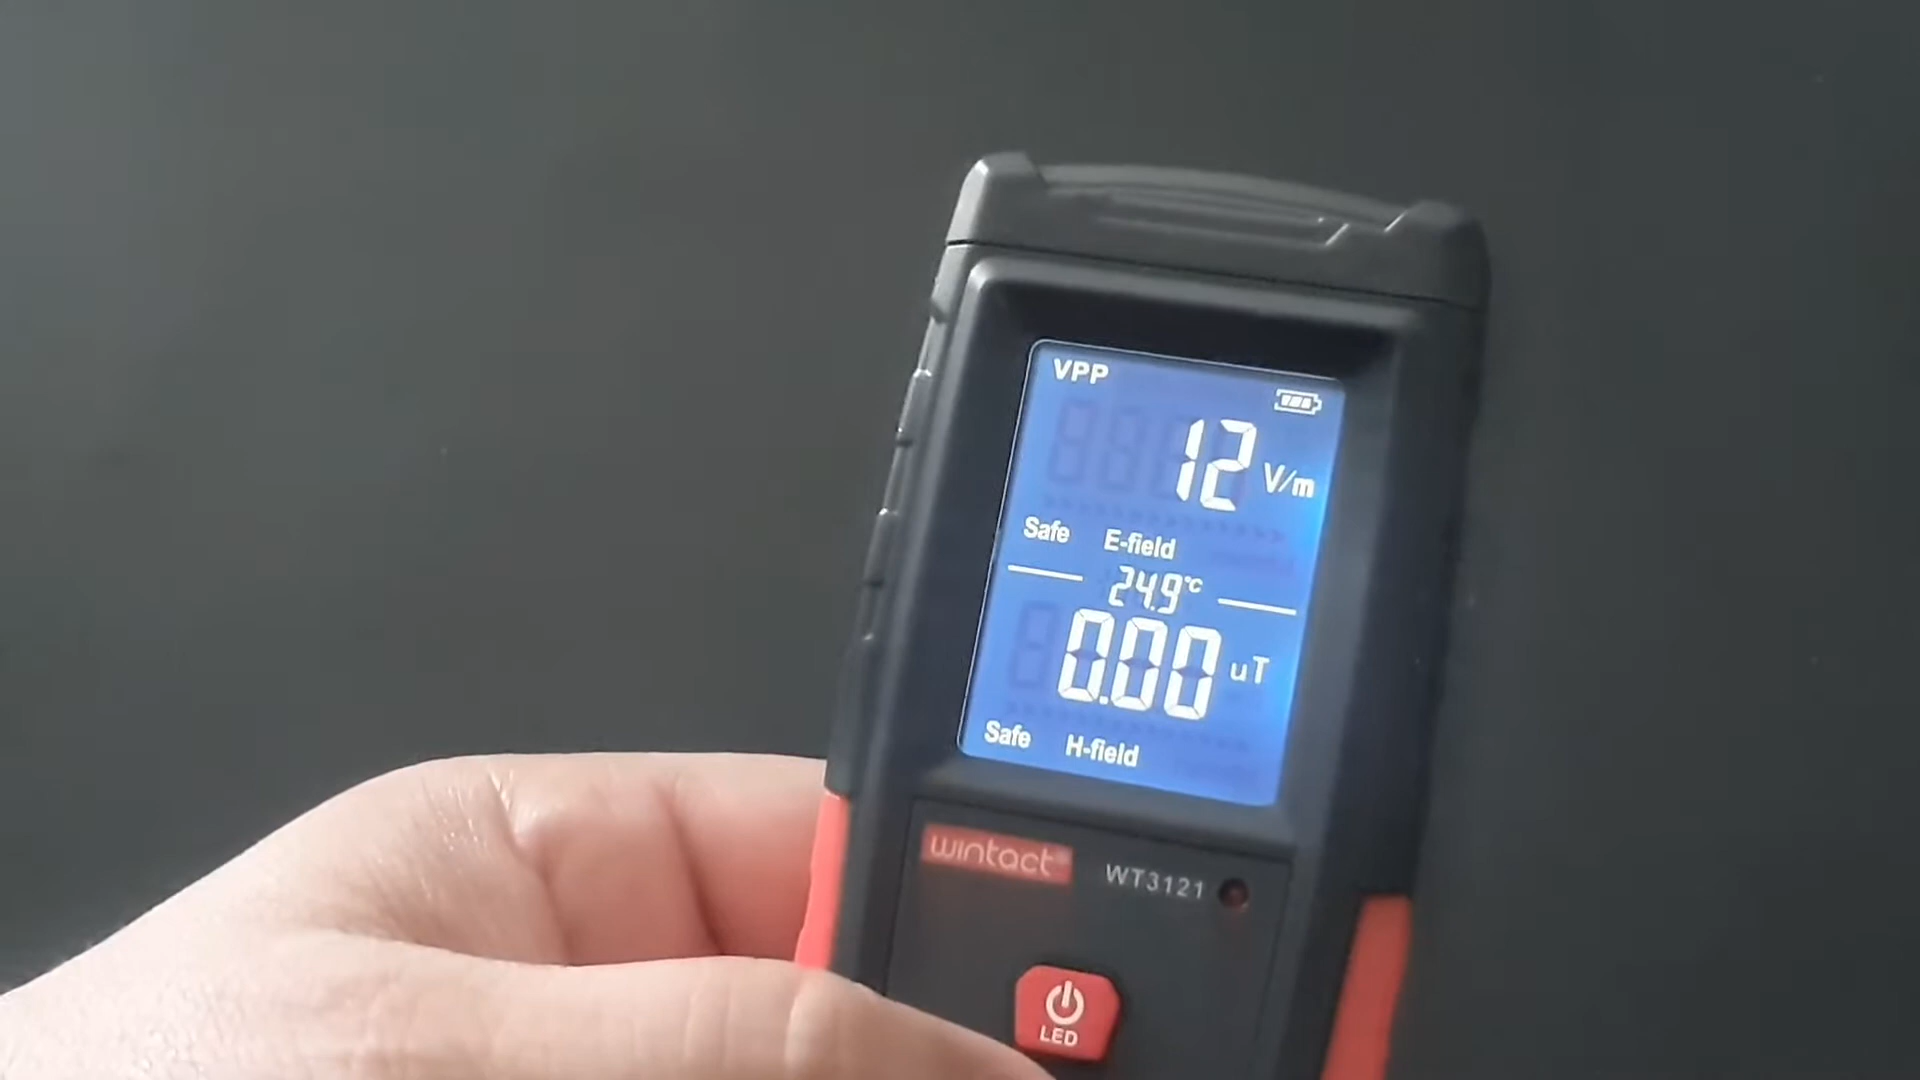 VPP
12 V/m
Safe E-field
24.9°C
0.00 uT
Safe H-field
wintact® WT3121
LED